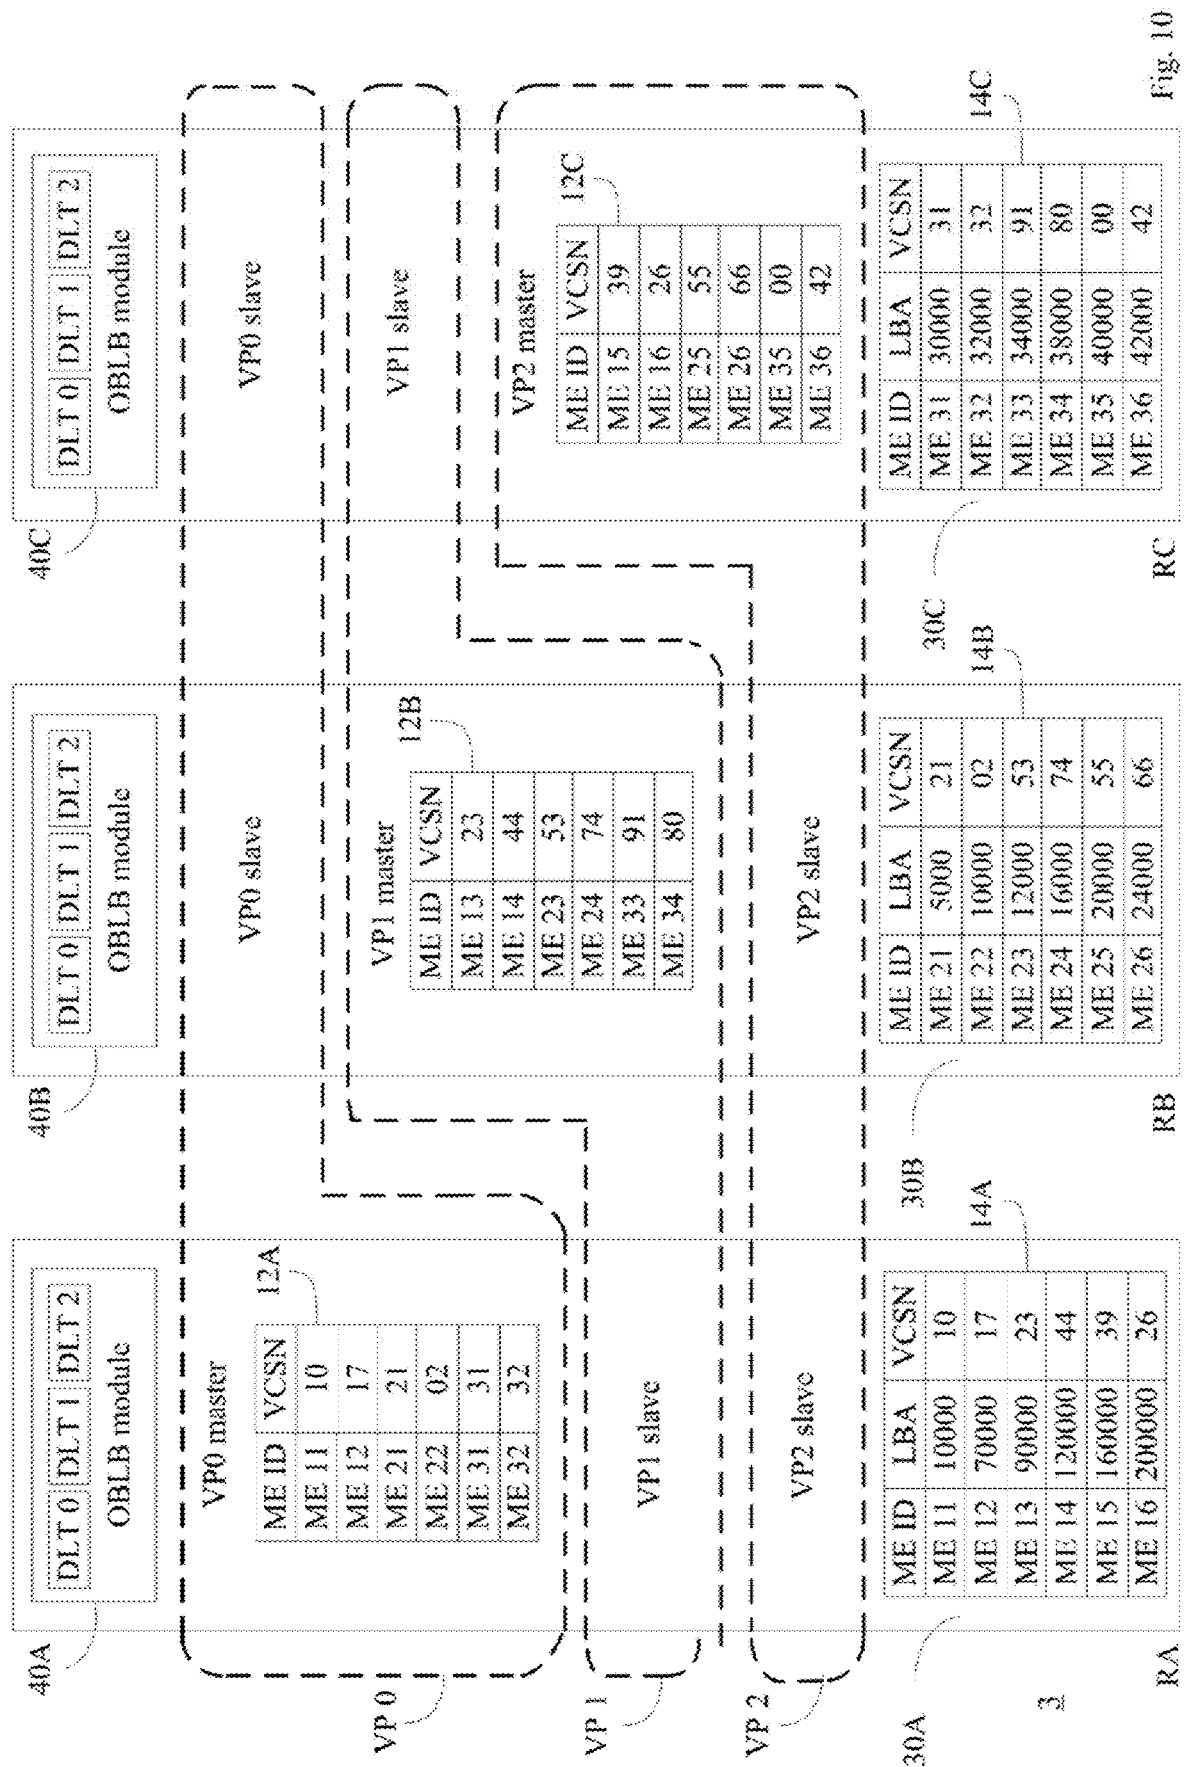 40A
DLT 0 DLT 1 DLT 2
OBLB module
40B
DLT 0 DLT 1 DLT 2
OBLB module
40C
DLT 0 DLT 1 DLT 2
OBLB module
VP 0
VP0 master
12A
ME ID VCSN
ME 11 10
ME 12 17
ME 21 21
ME 22 02
ME 31 31
ME 32 32
VP0 slave
VP0 slave
VP 1
VP1 slave
VP1 master
12B
ME ID VCSN
ME 13 23
ME 14 44
ME 23 53
ME 24 74
ME 33 91
ME 34 80
VP1 slave
VP 2
VP2 slave
VP2 slave
VP2 master
12C
ME ID VCSN
ME 15 39
ME 16 26
ME 25 55
ME 26 66
ME 35 00
ME 36 42
30A
14A
ME ID LBA VCSN
ME 11 10000 10
ME 12 70000 17
ME 13 90000 23
ME 14 120000 44
ME 15 160000 39
ME 16 200000 26
30B
14B
ME ID LBA VCSN
ME 21 5000 21
ME 22 10000 02
ME 23 12000 53
ME 24 16000 74
ME 25 20000 55
ME 26 24000 66
30C
14C
ME ID LBA VCSN
ME 31 30000 31
ME 32 32000 32
ME 33 34000 91
ME 34 38000 80
ME 35 40000 00
ME 36 42000 42
3
RA
RB
RC
Fig. 10